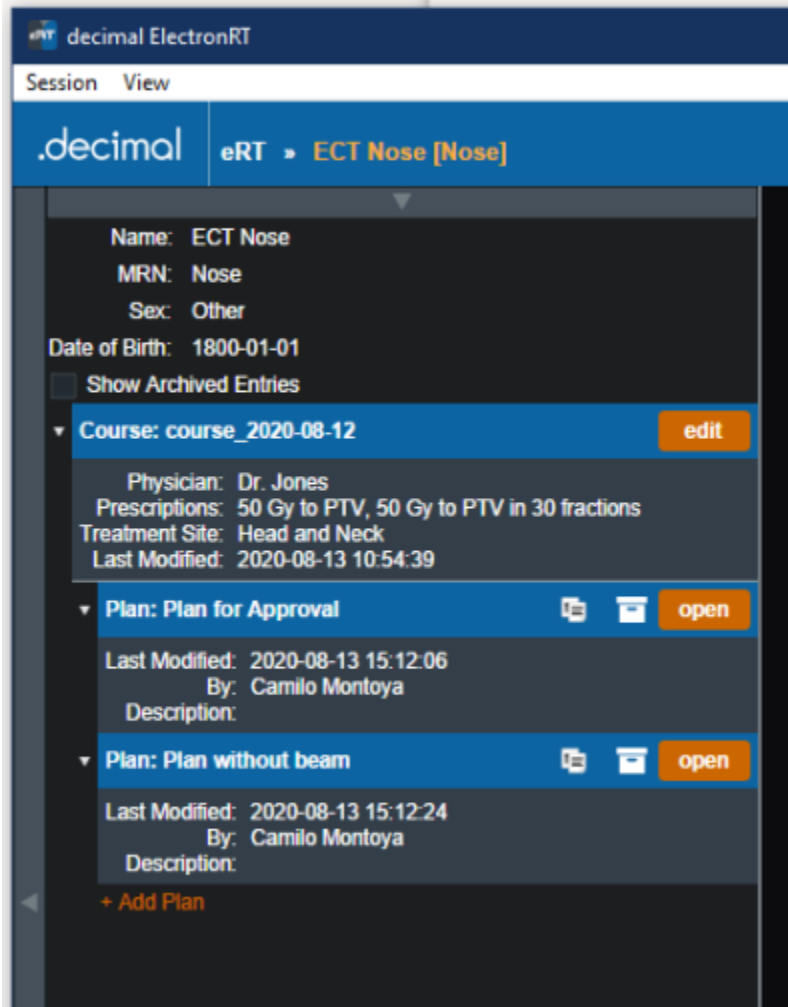 decimal ElectronRT
Session View
.decimal eRT » ECT Nose [Nose]
Name: ECT Nose
MRN: Nose
Sex: Other
Date of Birth: 1800-01-01
Show Archived Entries
Course: course_2020-08-12 edit
Physician: Dr. Jones
Prescriptions: 50 Gy to PTV, 50 Gy to PTV in 30 fractions
Treatment Site: Head and Neck
Last Modified: 2020-08-13 10:54:39
Plan: Plan for Approval open
Last Modified: 2020-08-13 15:12:06
By: Camilo Montoya
Description:
Plan: Plan without beam open
Last Modified: 2020-08-13 15:12:24
By: Camilo Montoya
Description:
+ Add Plan